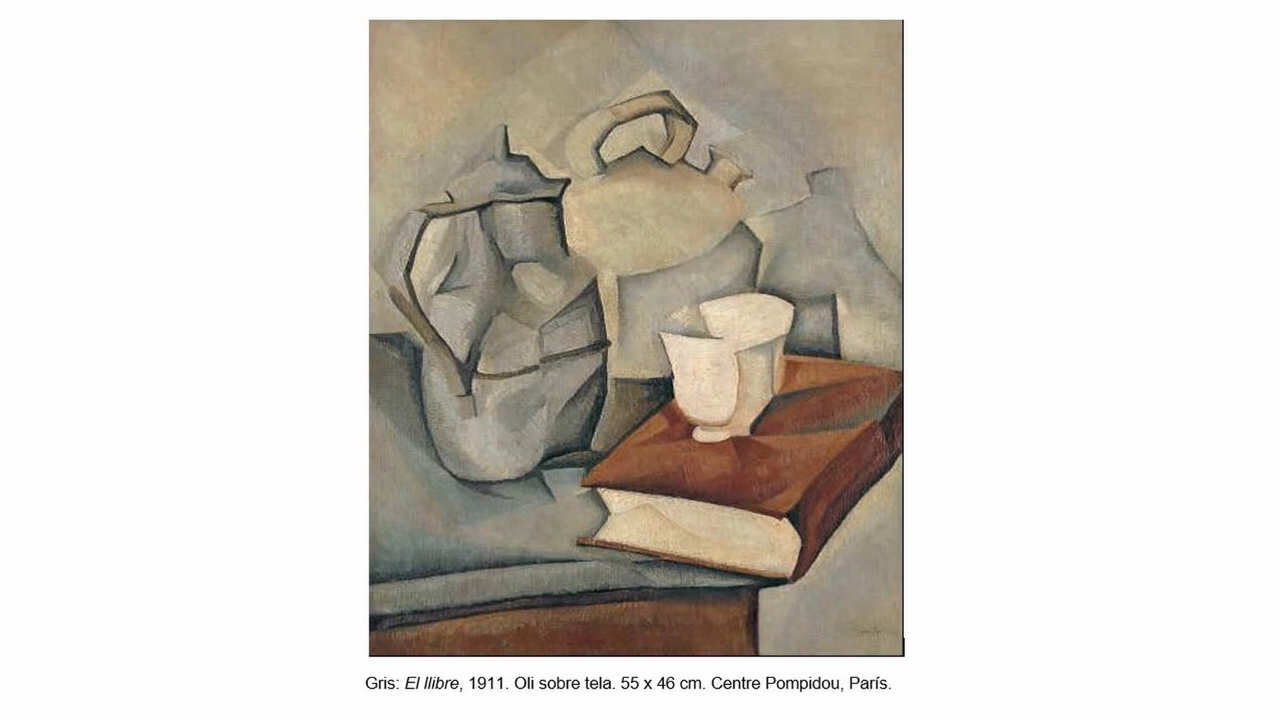 Gris: El llibre, 1911. Oli sobre tela. 55 x 46 cm. Centre Pompidou, París.